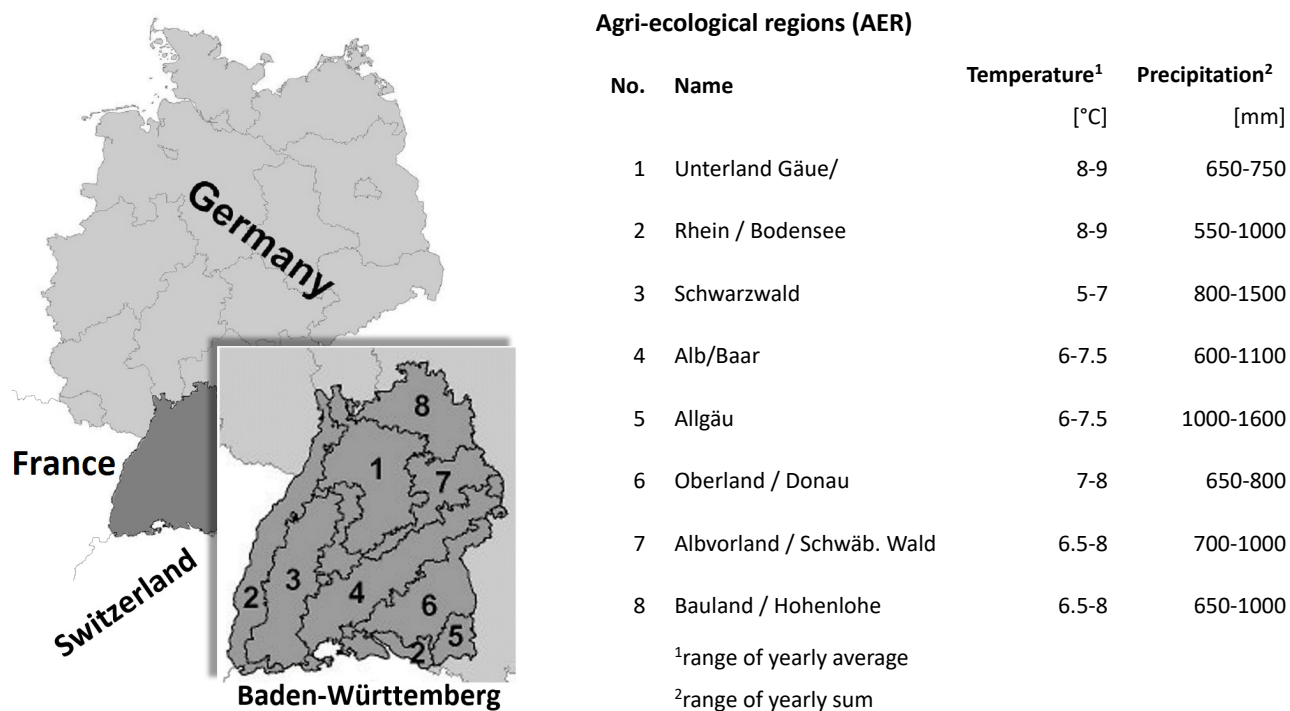 Germany
France
Switzerland
8
1
7
3
2
4
6
5
2
Baden-Württemberg
Agri-ecological regions (AER)
No. Name Temperature¹ Precipitation²
[°C] [mm]
1 Unterland Gäue/ 8-9 650-750
2 Rhein / Bodensee 8-9 550-1000
3 Schwarzwald 5-7 800-1500
4 Alb/Baar 6-7.5 600-1100
5 Allgäu 6-7.5 1000-1600
6 Oberland / Donau 7-8 650-800
7 Albvorland / Schwäb. Wald 6.5-8 700-1000
8 Bauland / Hohenlohe 6.5-8 650-1000
¹range of yearly average
²range of yearly sum